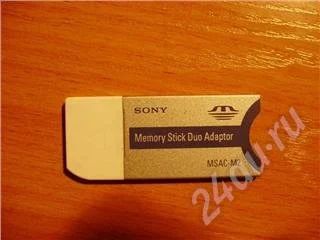 SONY
Memory Stick Duo Adaptor
MSAC-M2
24au.ru